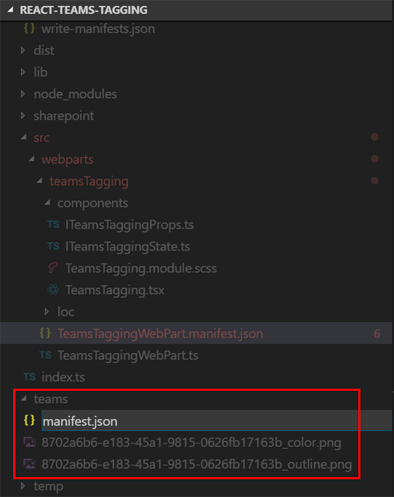 REACT-TEAMS-TAGGING
{ } write-manifests.json
dist
lib
node_modules
sharepoint
src
webparts
teamsTagging
components
TS ITeamsTaggingProps.ts
TS ITeamsTaggingState.ts
TeamsTagging.module.scss
TeamsTagging.tsx
loc
{ } TeamsTaggingWebPart.manifest.json 6
TS TeamsTaggingWebPart.ts
TS index.ts
teams
{ } manifest.json
8702a6b6-e183-45a1-9815-0626fb17163b_color.png
8702a6b6-e183-45a1-9815-0626fb17163b_outline.png
temp